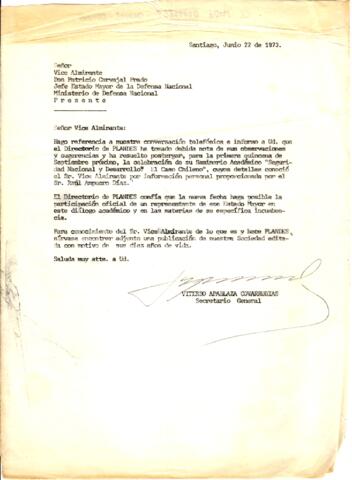 Santiago, Junio 22 de 1973.
Señor
Vice Almirante
Don Patricio Carvajal Prado
Jefe Estado Mayor de la Defensa Nacional
Ministerio de Defensa Nacional
P r e s e n t e
Señor Vice Almirante:
Hago referencia a nuestra conversación telefónica e informo a Ud. que
el Directorio de PLANDES ha tomado debida nota de sus observaciones
y sugerencias y ha resuelto postergar, para la primera quincena de
Septiembre próximo, la celebración de su Seminario Académico "Seguri-
dad Nacional y Desarrollo" El Caso Chileno", cuyos detalles conoció
el Sr. Vice Almirante por información personal proporcionada por el
Sr. Raúl Ampuero Díaz.
El Directorio de PLANDES confía que la nueva fecha haga posible la
participación oficial de un representante de ese Estado Mayor en
este diálogo académico y en las materias de su específica incumben-
cia.
Para conocimiento del Sr. Vice Almirante de lo que es y hace PLANDES,
sírvase encontrar adjunto una publicación de nuestra Sociedad edita-
da con motivo de sus diez años de vida.
Saluda muy atte. a Ud.
APABLAZA COVARRUBIAS
Secretario General